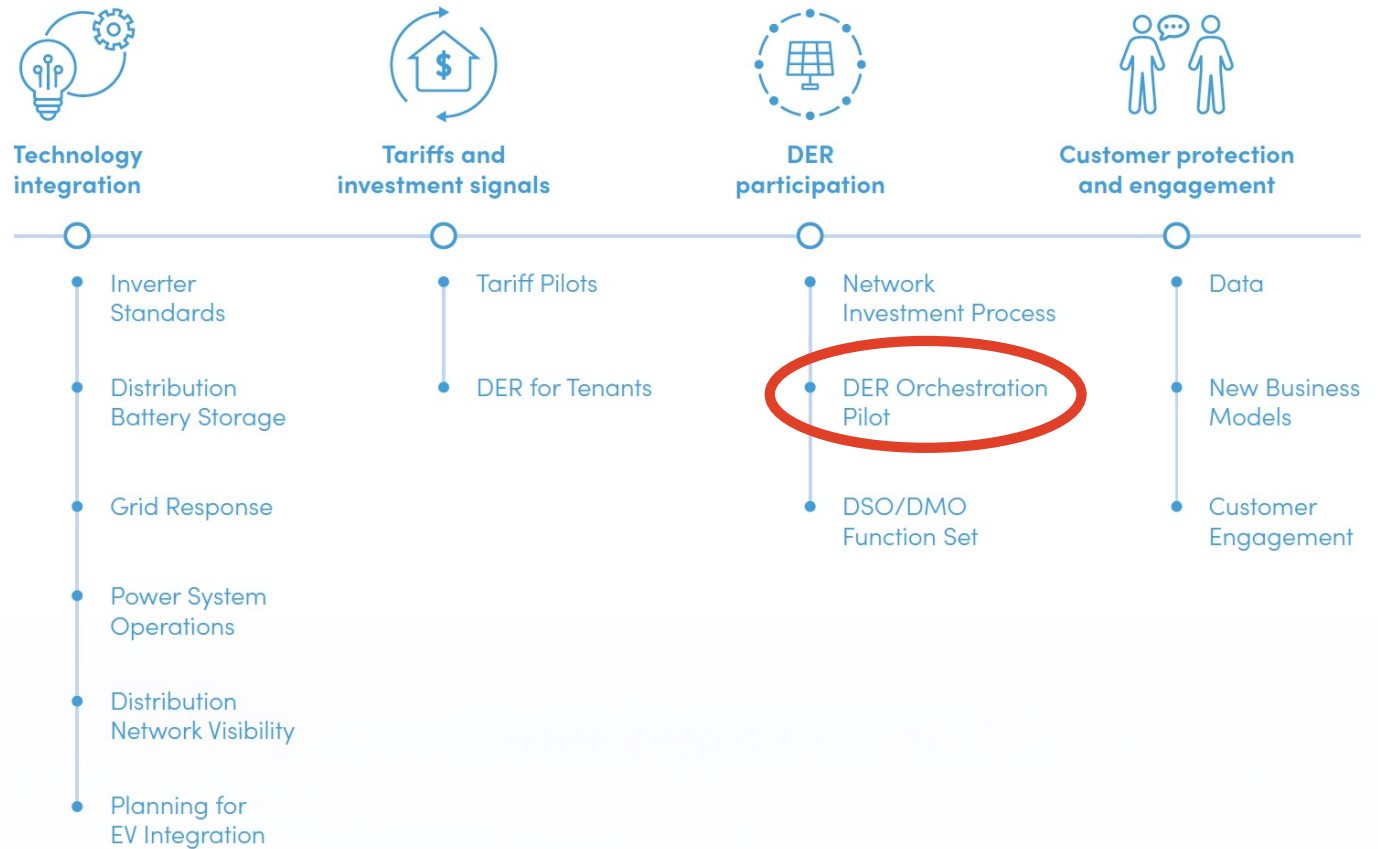 Technology
integration
Inverter
Standards
Distribution
Battery Storage
Grid Response
Power System
Operations
Distribution
Network Visibility
Planning for
EV Integration
$
Tariffs and
investment signals
Tariff Pilots
DER for Tenants
DER
participation
Network
Investment Process
DER Orchestration
Pilot
DSO/DMO
Function Set
Customer protection
and engagement
Data
New Business
Models
Customer
Engagement